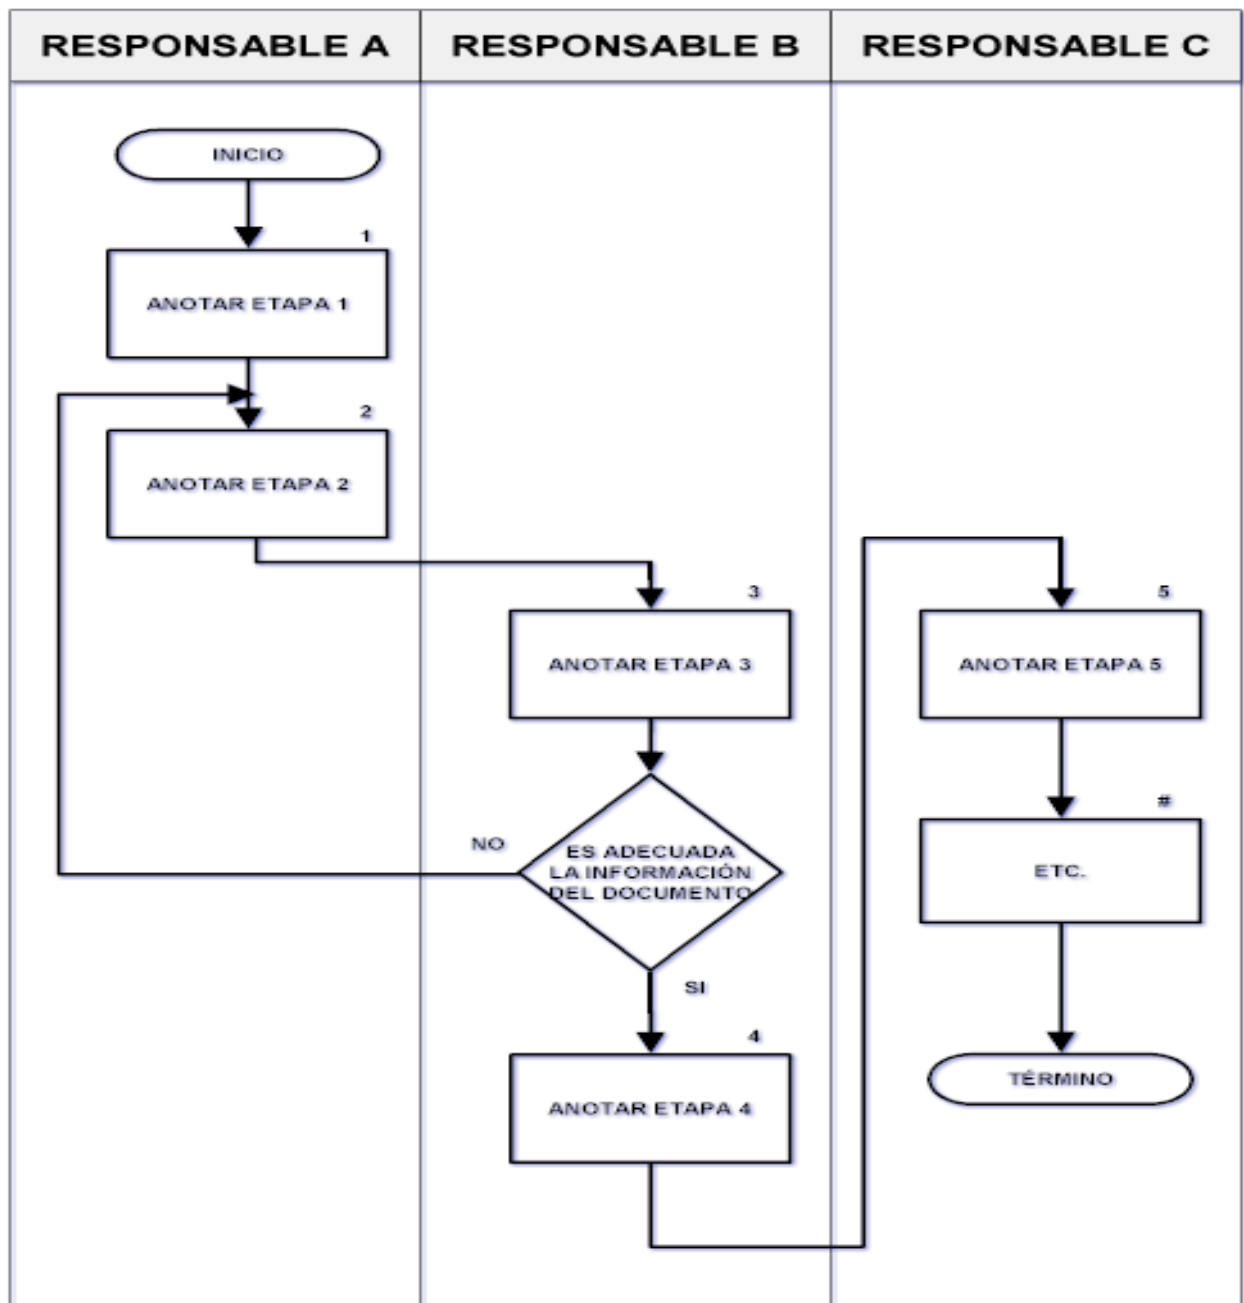 RESPONSABLE A
RESPONSABLE B
RESPONSABLE C
INICIO
1
ANOTAR ETAPA 1
2
ANOTAR ETAPA 2
3
ANOTAR ETAPA 3
NO
ES ADECUADA
LA INFORMACIÓN
DEL DOCUMENTO
SI
4
ANOTAR ETAPA 4
5
ANOTAR ETAPA 5
#
ETC.
TÉRMINO